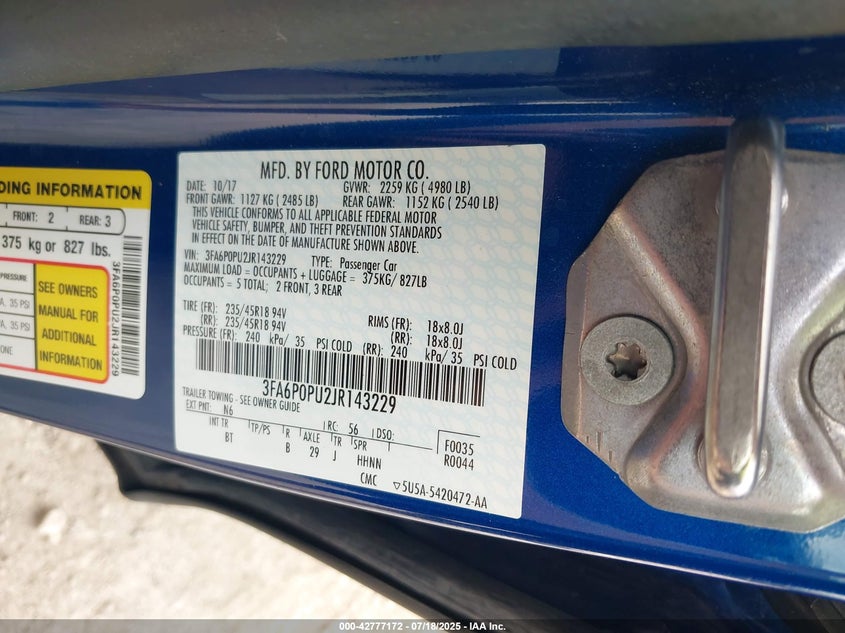 DING INFORMATION
FRONT: 2 REAR: 3
375 kg or 827 lbs.
PRESSURE
A, 35 PSI
A, 35 PSI
ONE
SEE OWNERS
MANUAL FOR
ADDITIONAL
INFORMATION
3FA6P0PU2JR143229
MFD. BY FORD MOTOR CO.
DATE: 10/17 GVWR: 2259 KG ( 4980 LB)
FRONT GAWR: 1127 KG ( 2485 LB) REAR GAWR: 1152 KG ( 2540 LB)
THIS VEHICLE CONFORMS TO ALL APPLICABLE FEDERAL MOTOR
VEHICLE SAFETY, BUMPER, AND THEFT PREVENTION STANDARDS
IN EFFECT ON THE DATE OF MANUFACTURE SHOWN ABOVE.
VIN: 3FA6P0PU2JR143229 TYPE: Passenger Car
MAXIMUM LOAD = OCCUPANTS + LUGGAGE = 375KG/ 827LB
OCCUPANTS = 5 TOTAL; 2 FRONT, 3 REAR
TIRE (FR): 235/45R18 94V RIMS (FR): 18x8.0J
(RR): 235/45R18 94V (RR): 18x8.0J
PRESSURE (FR): 240 kPa/ 35 PSI COLD (RR): 240 kPa/ 35 PSI COLD
3FA6P0PU2JR143229
TRAILER TOWING - SEE OWNER GUIDE
EXT PNT: N6 RC: 56 DSO:
INT TR TP/PS R AXLE TR SPR F0035
BT B 29 J HHNN R0044
CMC ▽5U5A-5420472-AA
000-42777172 - 07/18/2025 - IAA Inc.